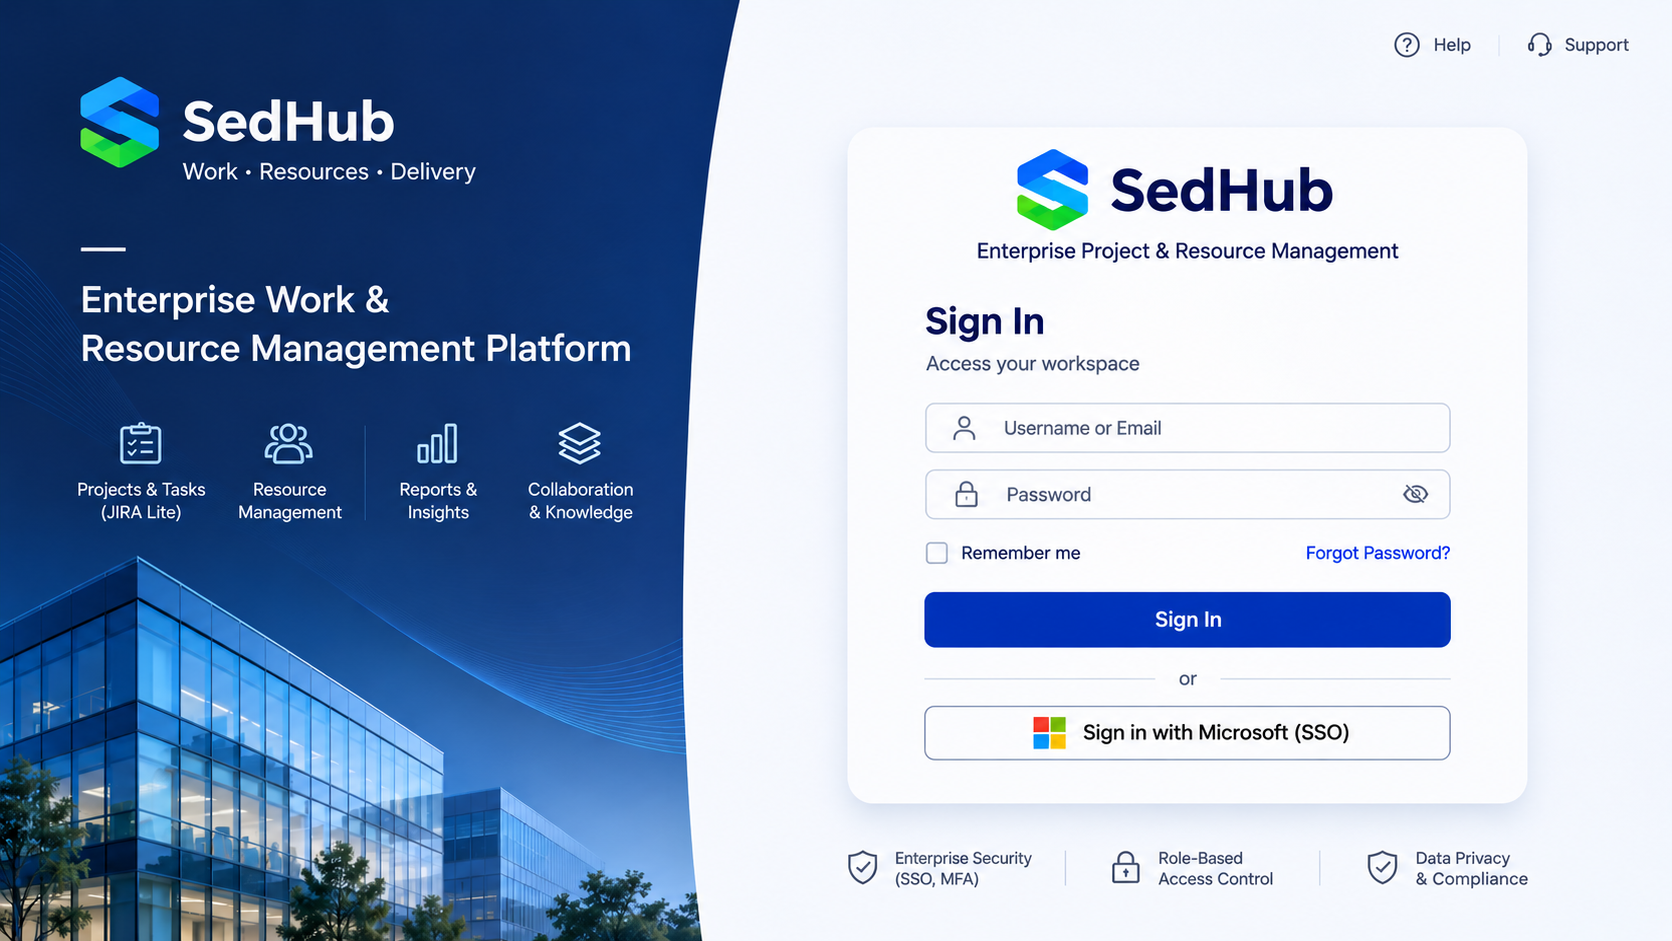 SedHub
Work • Resources • Delivery
Enterprise Work &
Resource Management Platform
Projects & Tasks
(JIRA Lite)
Resource
Management
Reports &
Insights
Collaboration
& Knowledge
Help
Support
SedHub
Enterprise Project & Resource Management
Sign In
Access your workspace
Username or Email
Password
Remember me
Forgot Password?
Sign In
or
Sign in with Microsoft (SSO)
Enterprise Security
(SSO, MFA)
Role-Based
Access Control
Data Privacy
& Compliance